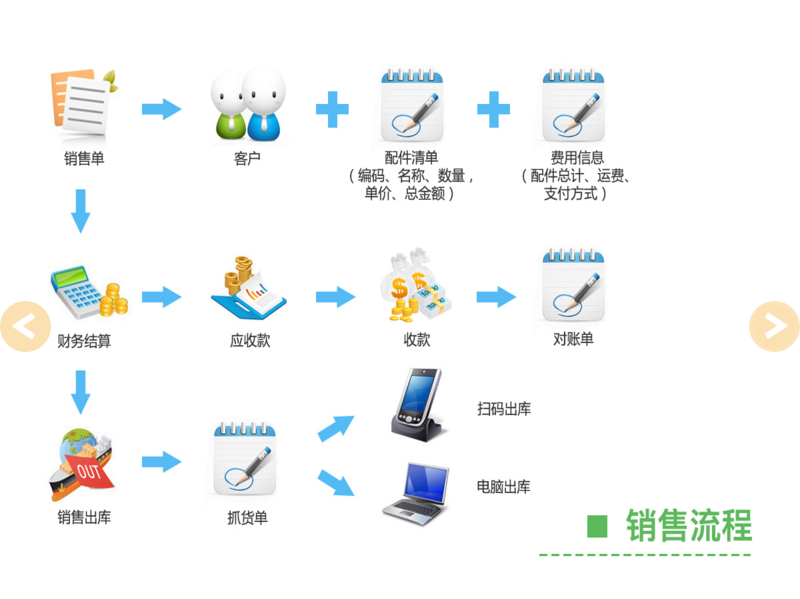 销售单
客户
配件清单
（编码、名称、数量，
单价、总金额）
费用信息
（配件总计、运费、
支付方式）
财务结算
应收款
收款
对账单
扫码出库
OUT
销售出库
抓货单
电脑出库
销售流程